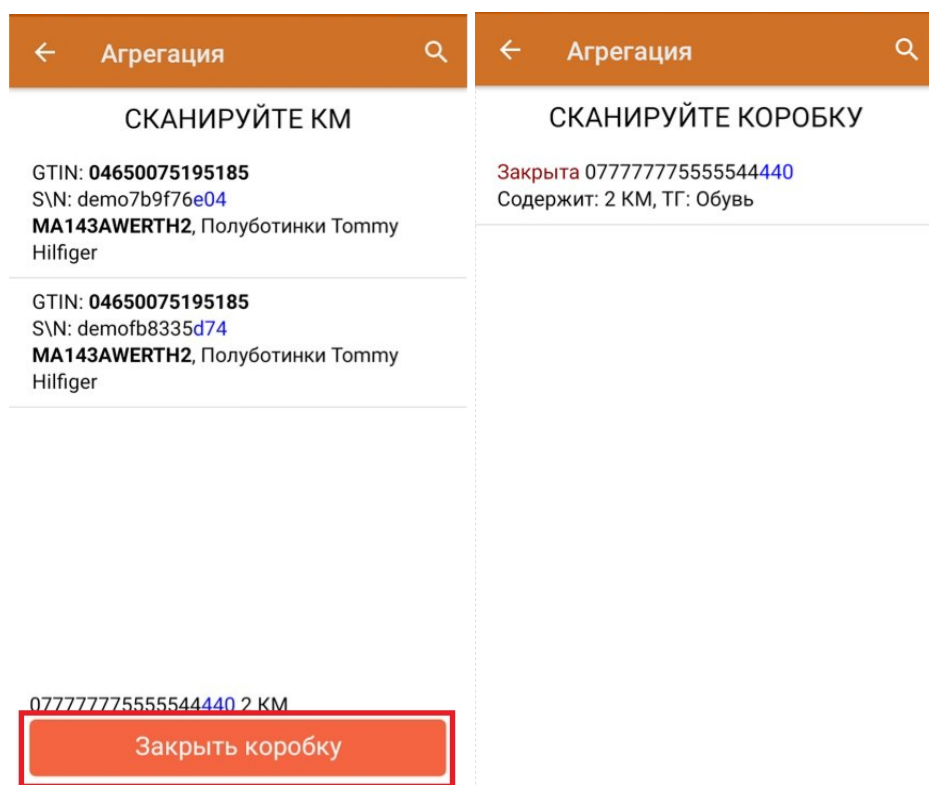 Агрегация
СКАНИРУЙТЕ КМ
GTIN: 04650075195185
S\N: demo7b9f76e04
MA143AWERTH2, Полуботинки Tommy
Hilfiger
GTIN: 04650075195185
S\N: demofb8335d74
MA143AWERTH2, Полуботинки Tommy
Hilfiger
077777775555544440 2 КМ
Закрыть коробку
Агрегация
СКАНИРУЙТЕ КОРОБКУ
Закрыта 077777775555544440
Содержит: 2 КМ, ТГ: Обувь